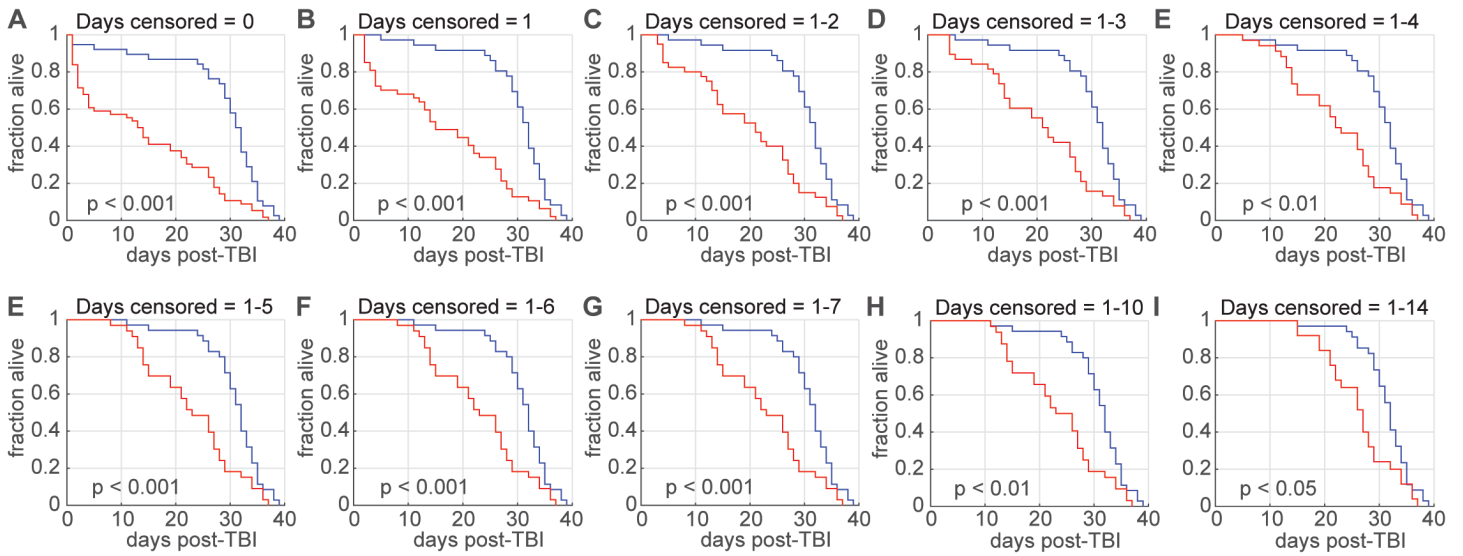 A Days censored = 0
B Days censored = 1
C Days censored = 1-2
D Days censored = 1-3
E Days censored = 1-4
fraction alive
1
0.8
0.6
0.4
0.2
0
p < 0.001
0 10 20 30 40
days post-TBI
fraction alive
1
0.8
0.6
0.4
0.2
0
p < 0.001
0 10 20 30 40
days post-TBI
fraction alive
1
0.8
0.6
0.4
0.2
0
p < 0.001
0 10 20 30 40
days post-TBI
fraction alive
1
0.8
0.6
0.4
0.2
0
p < 0.001
0 10 20 30 40
days post-TBI
fraction alive
1
0.8
0.6
0.4
0.2
0
p < 0.01
0 10 20 30 40
days post-TBI
E Days censored = 1-5
F Days censored = 1-6
G Days censored = 1-7
H Days censored = 1-10
I Days censored = 1-14
fraction alive
1
0.8
0.6
0.4
0.2
0
p < 0.001
0 10 20 30 40
days post-TBI
fraction alive
1
0.8
0.6
0.4
0.2
0
p < 0.001
0 10 20 30 40
days post-TBI
fraction alive
1
0.8
0.6
0.4
0.2
0
p < 0.001
0 10 20 30 40
days post-TBI
fraction alive
1
0.8
0.6
0.4
0.2
0
p < 0.01
0 10 20 30 40
days post-TBI
fraction alive
1
0.8
0.6
0.4
0.2
0
p < 0.05
0 10 20 30 40
days post-TBI